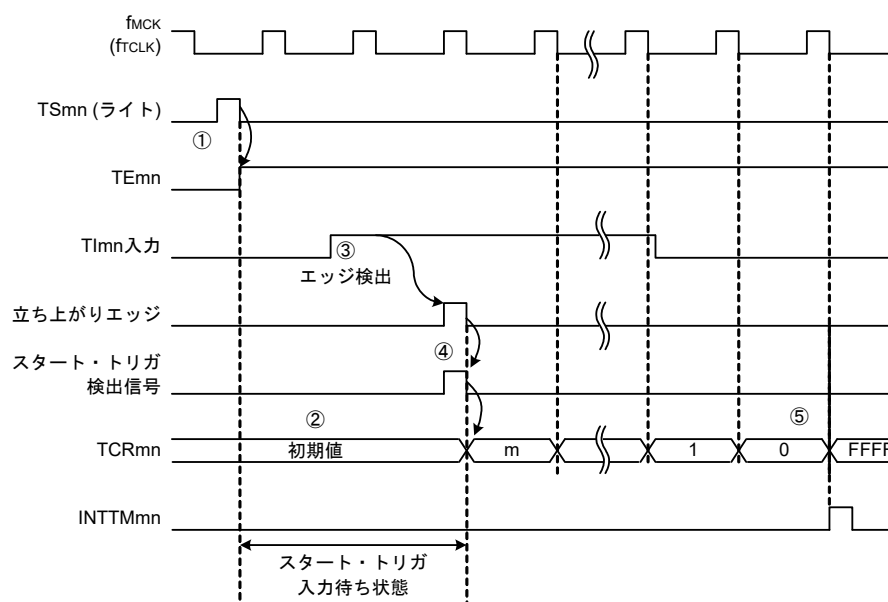 fMCK
(fTCLK)
TSmn (ライト)
①
TEmn
TImn入力
③
エッジ検出
立ち上がりエッジ
④
スタート・トリガ
検出信号
②
⑤
TCRmn
初期値
m
1
0
FFFF
INTTMmn
スタート・トリガ
入力待ち状態